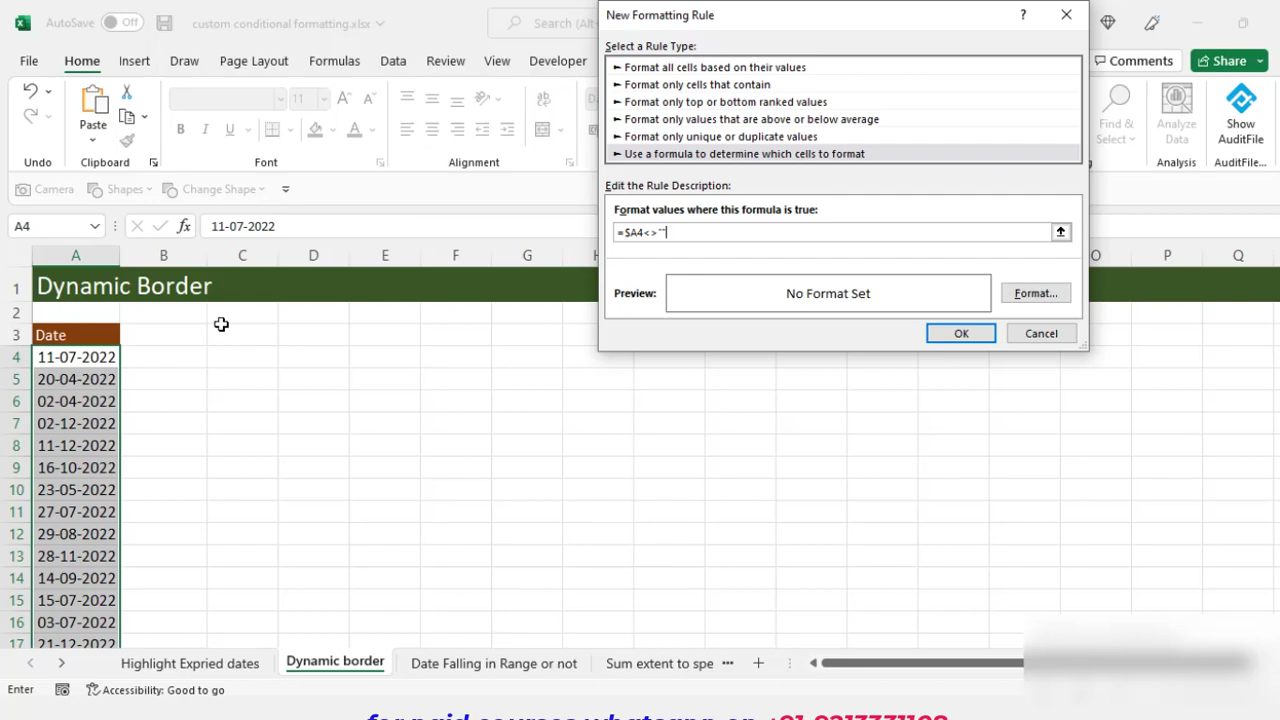 AutoSave Off custom conditional formatting.xlsx Search (Alt+
File Home Insert Draw Page Layout Formulas Data Review View Developer Comments Share
11
Paste B I U A Find & Select Analyze Data Show AuditFile
Undo Clipboard Font Alignment Analysis AuditFile...
Camera Shapes Change Shape
A4 fx 11-07-2022
New Formatting Rule ?
Select a Rule Type:
► Format all cells based on their values
► Format only cells that contain
► Format only top or bottom ranked values
► Format only values that are above or below average
► Format only unique or duplicate values
► Use a formula to determine which cells to format
Edit the Rule Description:
Format values where this formula is true:
=$A4<>""
Preview: No Format Set Format...
OK Cancel
A B C D E F G O P Q
1 Dynamic Border
2
3 Date
4 11-07-2022
5 20-04-2022
6 02-04-2022
7 02-12-2022
8 11-12-2022
9 16-10-2022
10 23-05-2022
11 27-07-2022
12 29-08-2022
13 28-11-2022
14 14-09-2022
15 15-07-2022
16 03-07-2022
17 21-12-2022
Highlight Expried dates Dynamic border Date Falling in Range or not Sum extent to spe ···
Enter Accessibility: Good to go
for paid courses whatsapp on